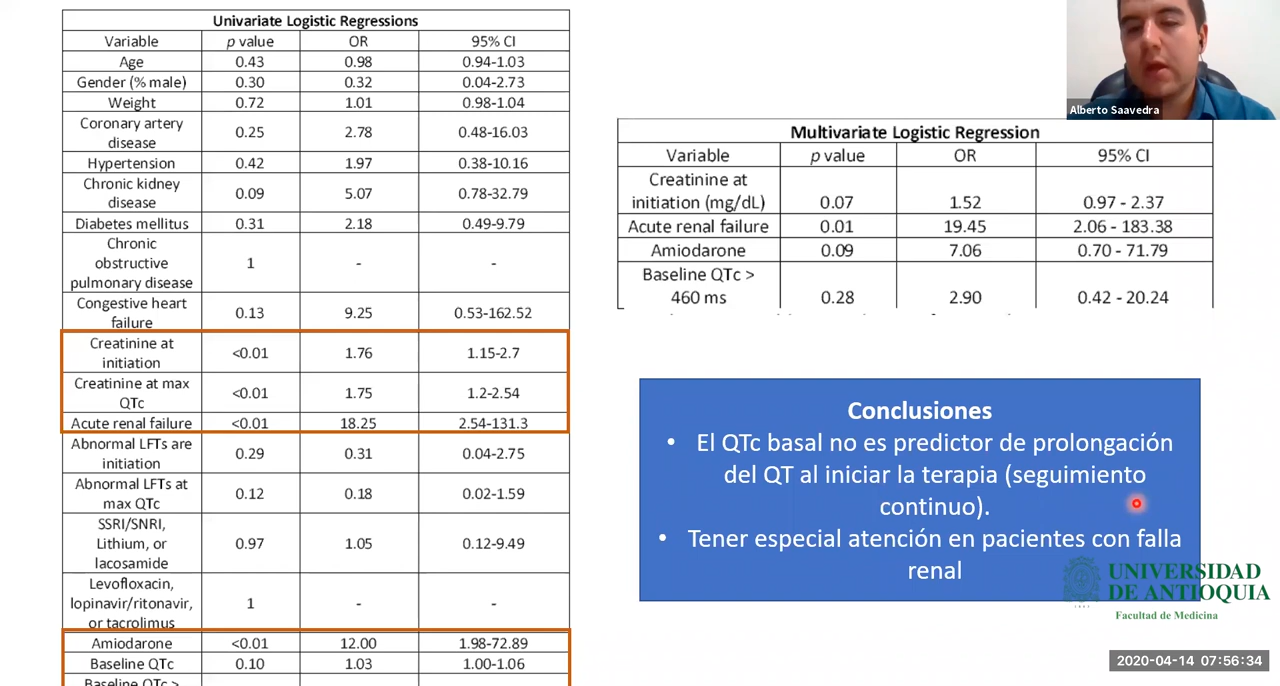 Univariate Logistic Regressions
Variable p value OR 95% CI
Age 0.43 0.98 0.94-1.03
Gender (% male) 0.30 0.32 0.04-2.73
Weight 0.72 1.01 0.98-1.04
Coronary artery
disease 0.25 2.78 0.48-16.03
Hypertension 0.42 1.97 0.38-10.16
Chronic kidney
disease 0.09 5.07 0.78-32.79
Diabetes mellitus 0.31 2.18 0.49-9.79
Chronic
obstructive 1 - -
pulmonary disease
Congestive heart
failure 0.13 9.25 0.53-162.52
Creatinine at
initiation <0.01 1.76 1.15-2.7
Creatinine at max
QTc <0.01 1.75 1.2-2.54
Acute renal failure <0.01 18.25 2.54-131.3
Abnormal LFTs are
initiation 0.29 0.31 0.04-2.75
Abnormal LFTs at
max QTc 0.12 0.18 0.02-1.59
SSRI/SNRI,
Lithium, or 0.97 1.05 0.12-9.49
lacosamide
Levofloxacin,
lopinavir/ritonavir, 1 - -
or tacrolimus
Amiodarone <0.01 12.00 1.98-72.89
Baseline QTc 0.10 1.03 1.00-1.06
Baseline QTc >
Alberto Saavedra
Multivariate Logistic Regression
Variable p value OR 95% CI
Creatinine at
initiation (mg/dL) 0.07 1.52 0.97 - 2.37
Acute renal failure 0.01 19.45 2.06 - 183.38
Amiodarone 0.09 7.06 0.70 - 71.79
Baseline QTc >
460 ms 0.28 2.90 0.42 - 20.24
Conclusiones
• El QTc basal no es predictor de prolongación
del QT al iniciar la terapia (seguimiento
continuo).
• Tener especial atención en pacientes con falla
renal
UNIVERSIDAD
DE ANTIOQUIA
Facultad de Medicina
2020-04-14 07:56:34